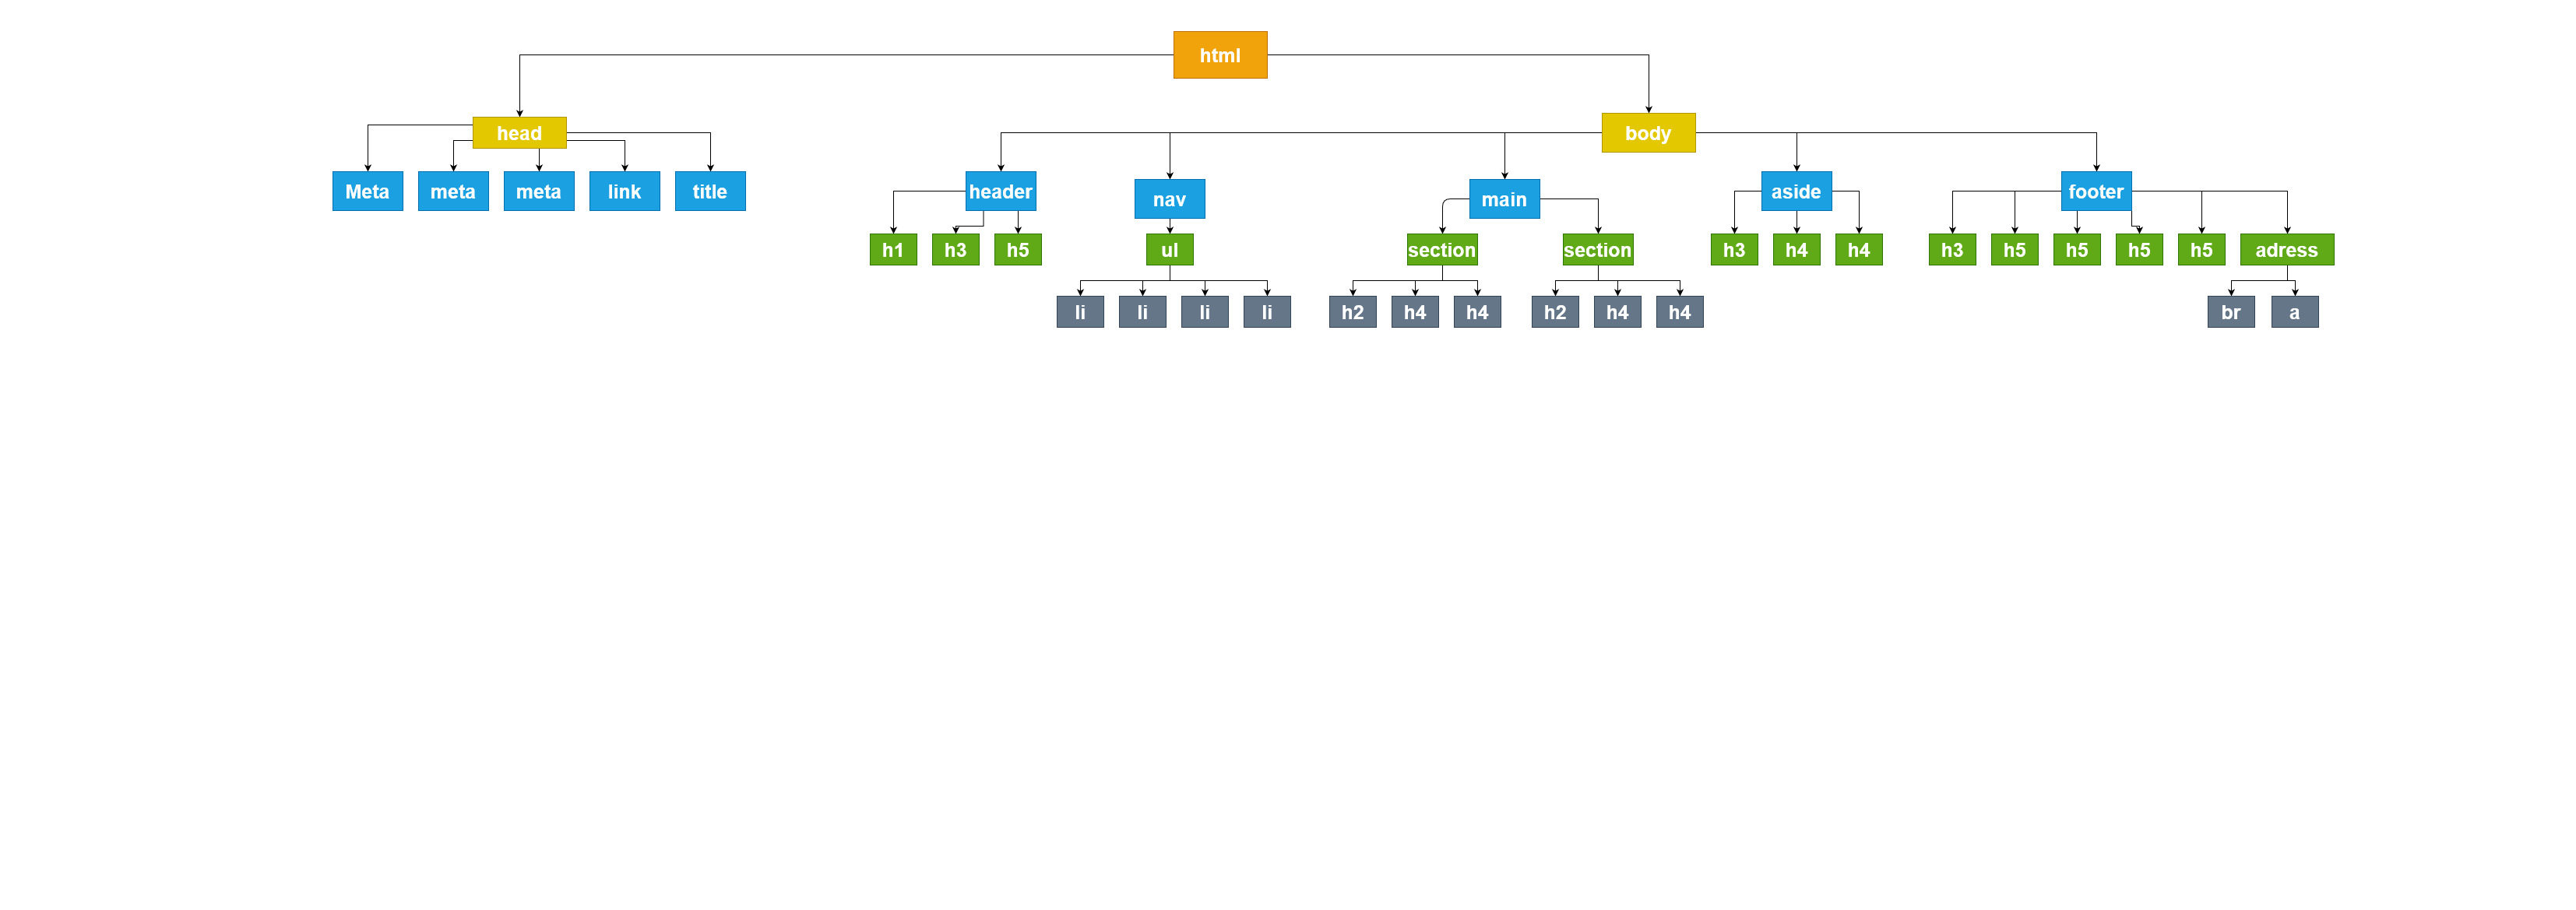 html
head
body
Meta
meta
meta
link
title
header
nav
main
aside
footer
h1
h3
h5
ul
section
section
h3
h4
h4
h3
h5
h5
h5
h5
adress
li
li
li
li
h2
h4
h4
h2
h4
h4
br
a